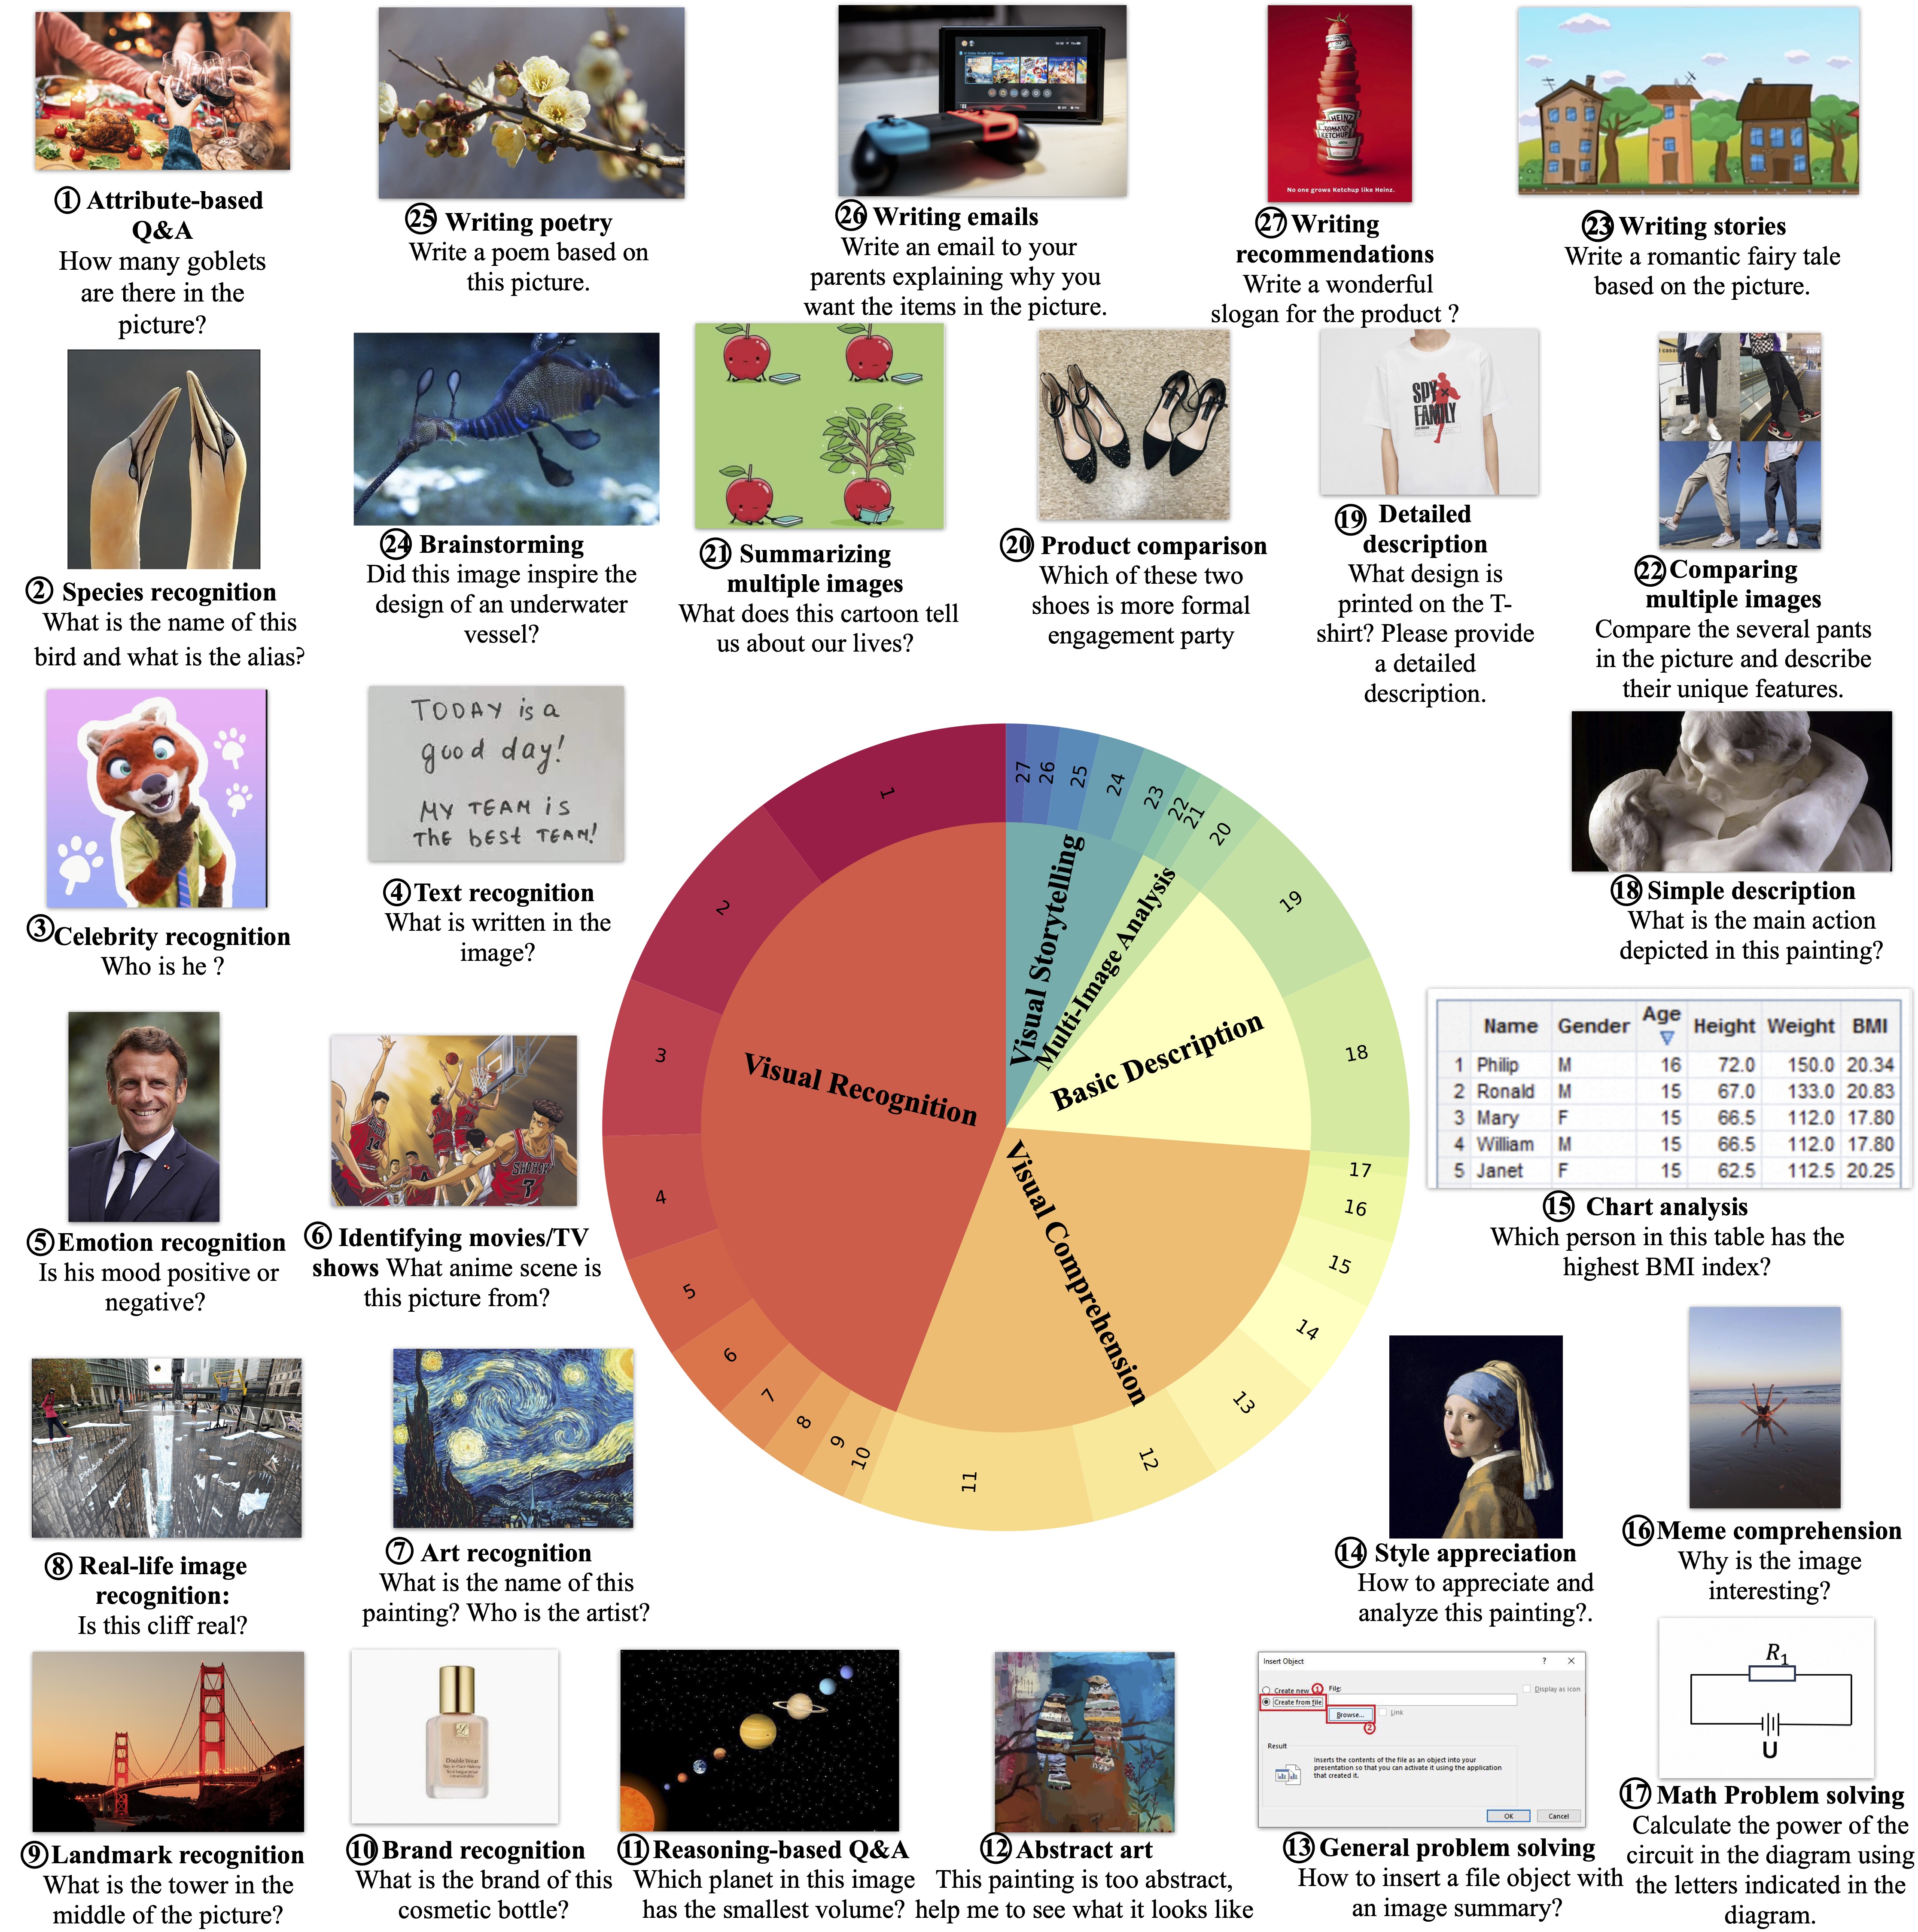 ① Attribute-based
Q&A
How many goblets
are there in the
picture?
㉕ Writing poetry
Write a poem based on
this picture.
㉖ Writing emails
Write an email to your
parents explaining why you
want the items in the picture.
HEINZ
TOMATO
KETCHUP
No one grows Ketchup like Heinz.
㉗ Writing
recommendations
Write a wonderful
slogan for the product ?
㉓ Writing stories
Write a romantic fairy tale
based on the picture.
② Species recognition
What is the name of this
bird and what is the alias?
㉔ Brainstorming
Did this image inspire the
design of an underwater
vessel?
㉑ Summarizing
multiple images
What does this cartoon tell
us about our lives?
⑳ Product comparison
Which of these two
shoes is more formal
engagement party
SPY×
FAMILY
⑲ Detailed
description
What design is
printed on the T-
shirt? Please provide
a detailed
description.
㉒ Comparing
multiple images
Compare the several pants
in the picture and describe
their unique features.
③ Celebrity recognition
Who is he ?
TODAY is a
good day!
MY TEAM is
The best TEAM!
④ Text recognition
What is written in the
image?
⑱ Simple description
What is the main action
depicted in this painting?
⑤ Emotion recognition
Is his mood positive or
negative?
14
4
5
SHOHOKU
7
⑥ Identifying movies/TV
shows What anime scene is
this picture from?
Visual Recognition
Visual Storytelling
Multi-Image Analysis
Basic Description
Visual Comprehension
1
2
3
4
5
6
7
8
9
10
11
12
13
14
15
16
17
18
19
20
21
22
23
24
25
26
27
Name Gender Age Height Weight BMI
1 Philip M 16 72.0 150.0 20.34
2 Ronald M 15 67.0 133.0 20.83
3 Mary F 15 66.5 112.0 17.80
4 William M 15 66.5 112.0 17.80
5 Janet F 15 62.5 112.5 20.25
⑮ Chart analysis
Which person in this table has the
highest BMI index?
⑧ Real-life image
recognition:
Is this cliff real?
⑦ Art recognition
What is the name of this
painting? Who is the artist?
⑭ Style appreciation
How to appreciate and
analyze this painting?.
⑯ Meme comprehension
Why is the image
interesting?
⑨ Landmark recognition
What is the tower in the
middle of the picture?
Double Wear
⑩ Brand recognition
What is the brand of this
cosmetic bottle?
⑪ Reasoning-based Q&A
Which planet in this image
has the smallest volume?
⑫ Abstract art
This painting is too abstract,
help me to see what it looks like
Insert Object ? ×
Create new 1 File:
Display as icon
Create from file
Browse... Link
2
Result
Inserts the contents of the file as an object into your
presentation so that you can activate it using the application
that created it.
OK Cancel
⑬ General problem solving
How to insert a file object with
an image summary?
R₁
U
⑰ Math Problem solving
Calculate the power of the
circuit in the diagram using
the letters indicated in the
diagram.